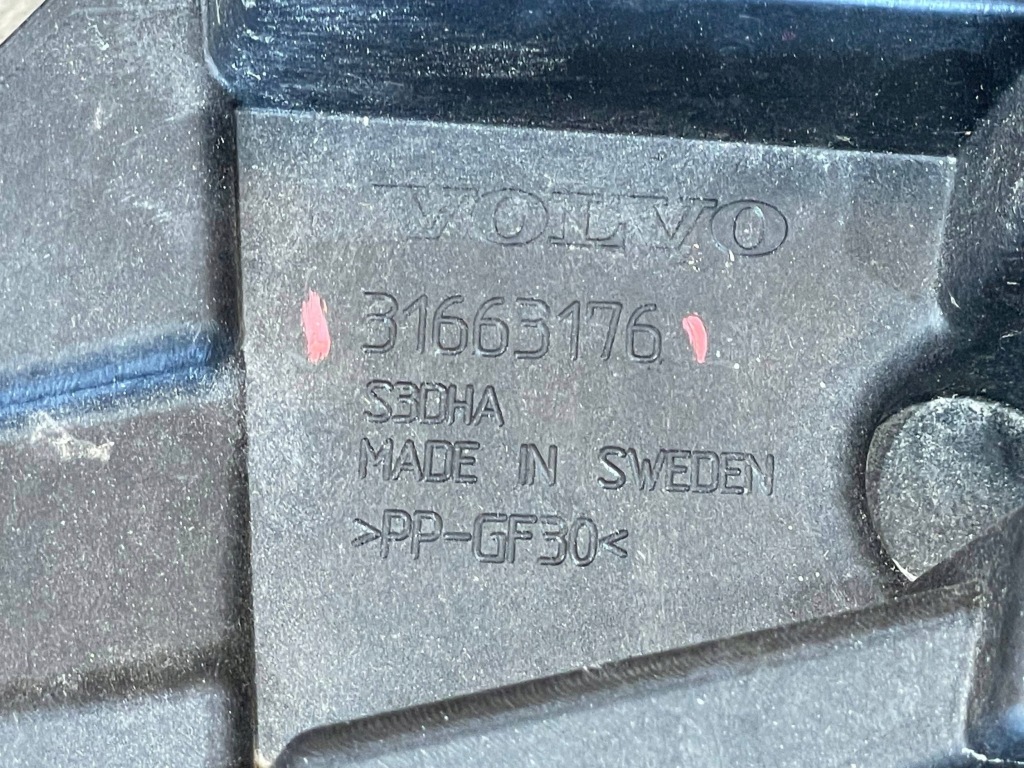 VOLVO
31663176
S3DHA
MADE IN SWEDEN
>PP-GF30<